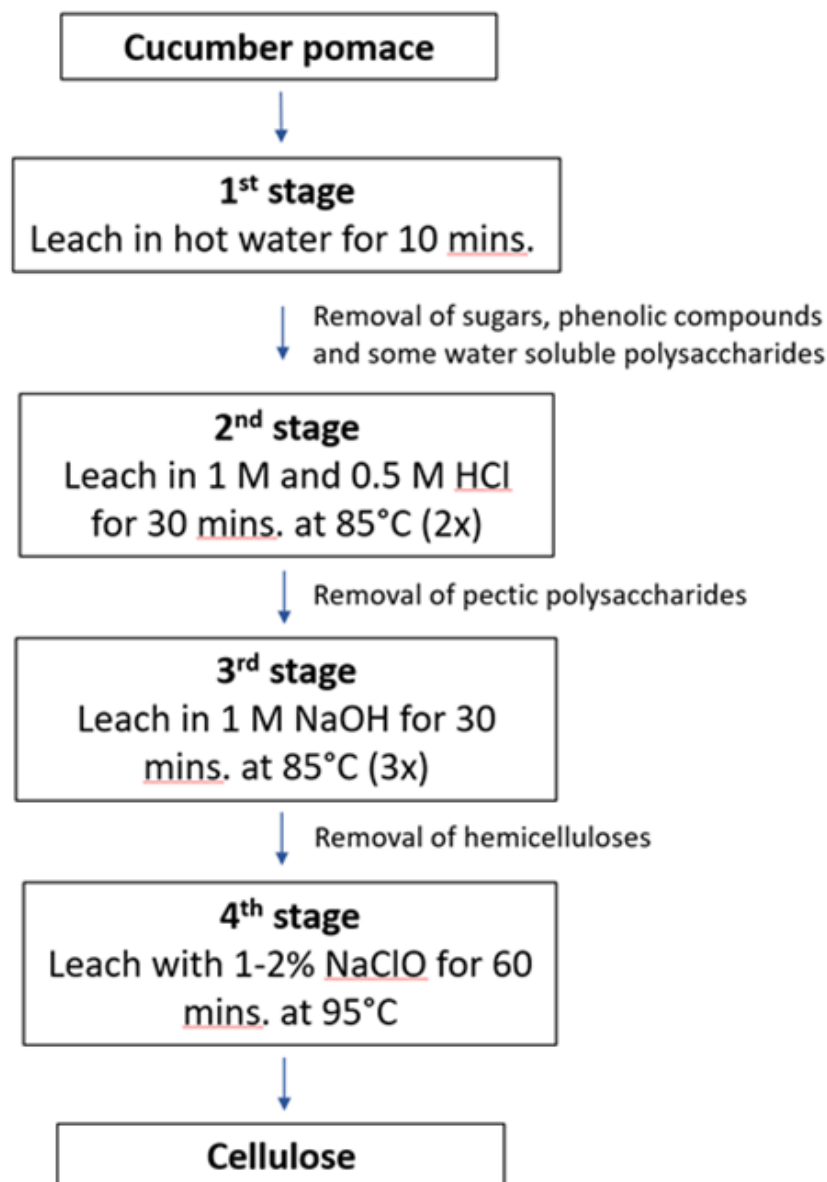 Cucumber pomace
1st stage
Leach in hot water for 10 mins.
Removal of sugars, phenolic compounds
and some water soluble polysaccharides
2nd stage
Leach in 1 M and 0.5 M HCl
for 30 mins. at 85°C (2x)
Removal of pectic polysaccharides
3rd stage
Leach in 1 M NaOH for 30
mins. at 85°C (3x)
Removal of hemicelluloses
4th stage
Leach with 1-2% NaClO for 60
mins. at 95°C
Cellulose